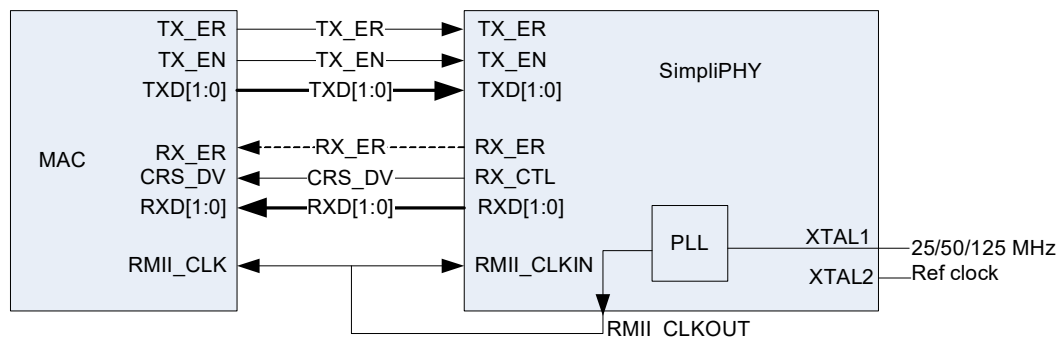 TX_ER TX_ER TX_ER
TX_EN TX_EN TX_EN
SimpliPHY
TXD[1:0] TXD[1:0] TXD[1:0]
MAC
RX_ER RX_ER RX_ER
CRS_DV CRS_DV RX_CTL
RXD[1:0] RXD[1:0] RXD[1:0]
PLL
XTAL1
25/50/125 MHz
RMII_CLK RMII_CLKIN
XTAL2
Ref clock
RMII_CLKOUT